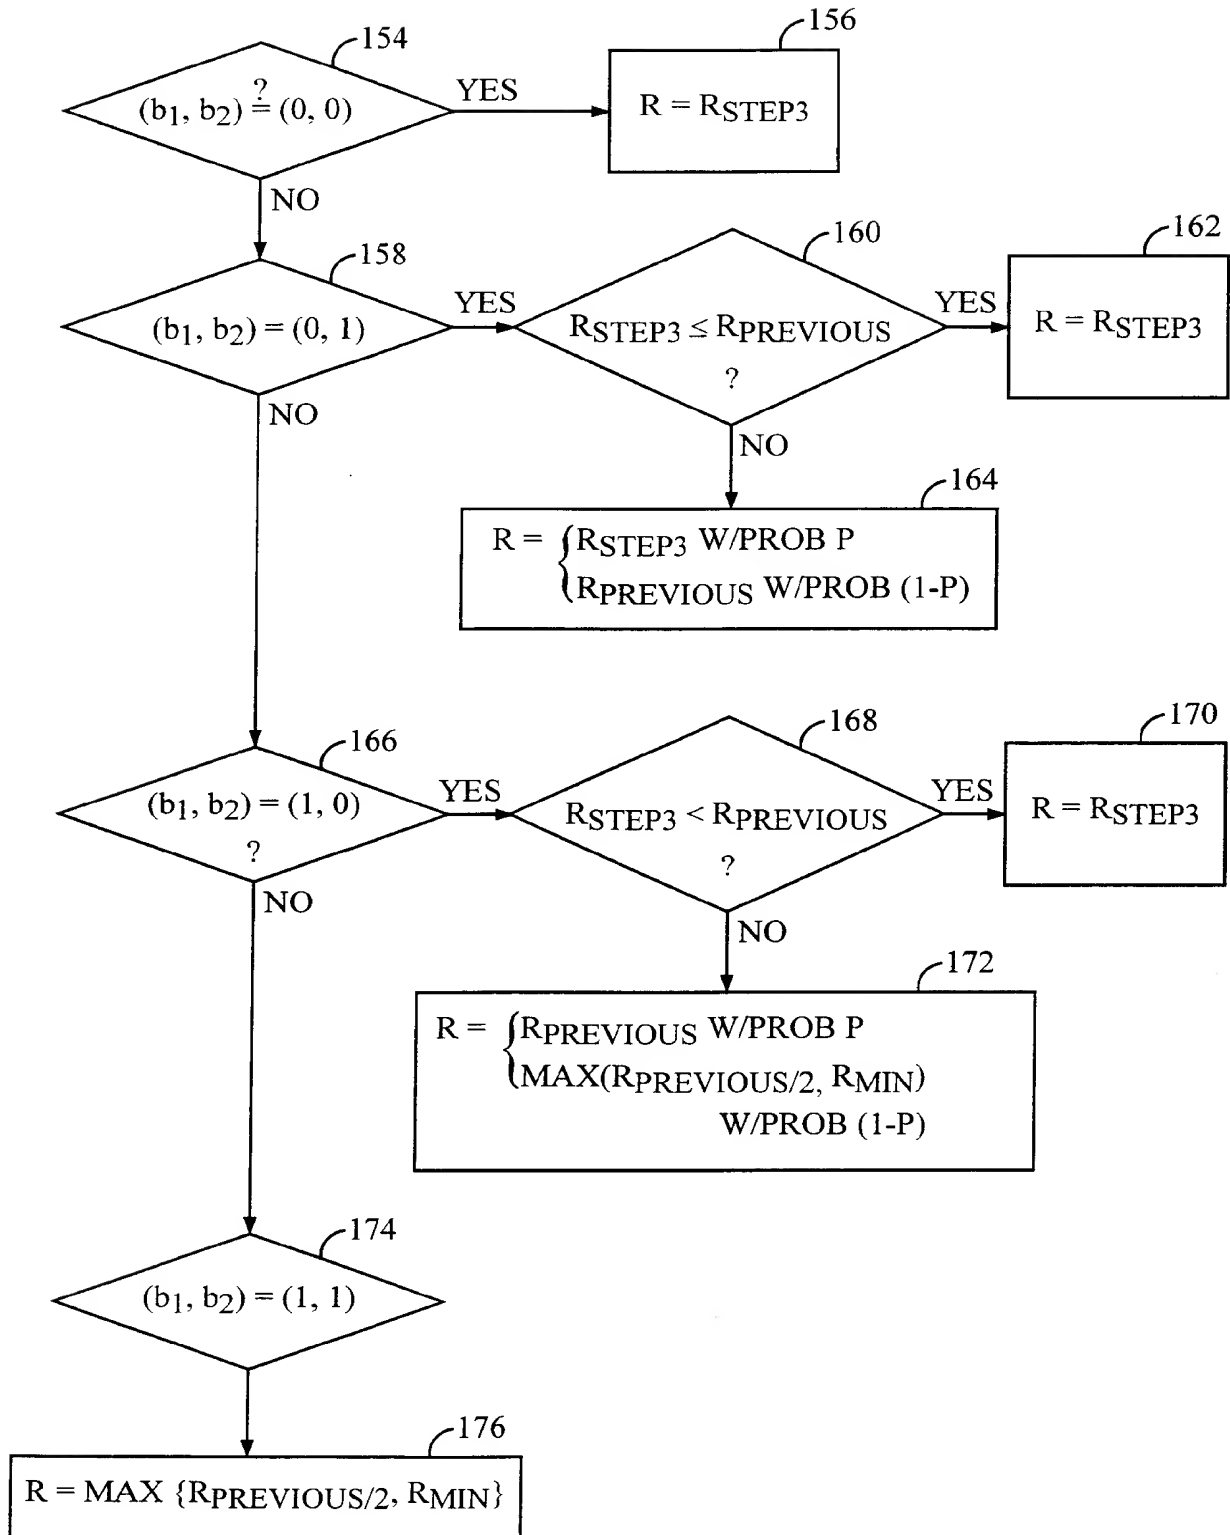 154
?
(b1, b2) = (0, 0)
YES
156
R = RSTEP3
NO
158
(b1, b2) = (0, 1)
YES
160
RSTEP3 ≤ RPREVIOUS
?
YES
162
R = RSTEP3
NO
NO
164
R = { RSTEP3 W/PROB P
RPREVIOUS W/PROB (1-P)
166
(b1, b2) = (1, 0)
?
YES
168
RSTEP3 < RPREVIOUS
?
YES
170
R = RSTEP3
NO
NO
172
R = { RPREVIOUS W/PROB P
MAX(RPREVIOUS/2, RMIN)
W/PROB (1-P)
174
(b1, b2) = (1, 1)
176
R = MAX {RPREVIOUS/2, RMIN}